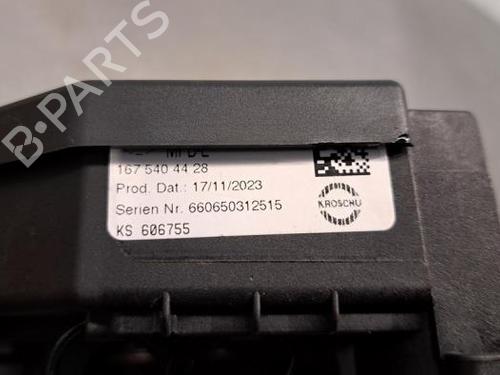 B-PARTS
167 540 44 28
Prod. Dat.: 17/11/2023
Serien Nr. 660650312515
KROSCHU
KS 606755